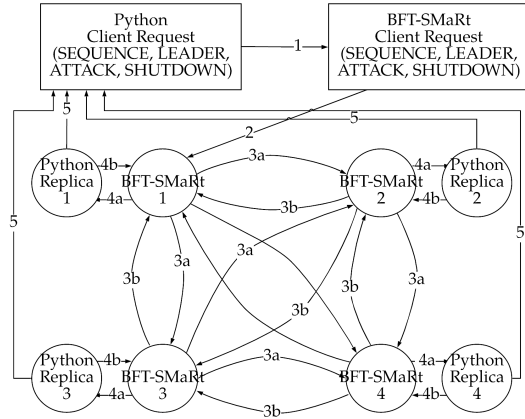 Python
Client Request
(SEQUENCE, LEADER,
ATTACK, SHUTDOWN)
1
BFT-SMaRt
Client Request
(SEQUENCE, LEADER,
ATTACK, SHUTDOWN)
5
5
2
Python
Replica
1
4b
4a
BFT-SMaRt
1
3a
3b
BFT-SMaRt
2
4a
4b
Python
Replica
2
5
5
3b
3a
3a
3b
3a
3b
3b
Python
Replica
3
4b
4a
BFT-SMaRt
3
3a
3b
BFT-SMaRt
4
4a
4b
Python
Replica
4